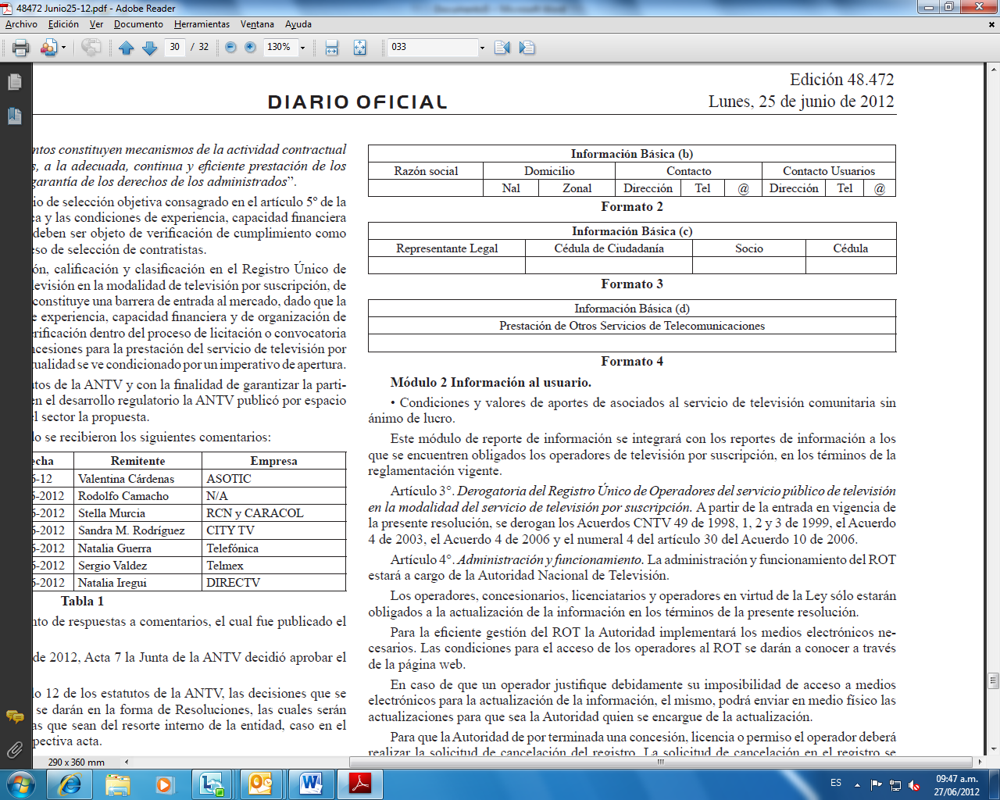 48472 Junio25-12.pdf - Adobe Reader
Archivo Edición Ver Documento Herramientas Ventana Ayuda
30 / 32 130% 033
Edición 48.472
DIARIO OFICIAL
Lunes, 25 de junio de 2012
ntos constituyen mecanismos de la actividad contractual
s, a la adecuada, continua y eficiente prestación de los
garantía de los derechos de los administrados”.
io de selección objetiva consagrado en el artículo 5° de la
ca y las condiciones de experiencia, capacidad financiera
deben ser objeto de verificación de cumplimiento como
eso de selección de contratistas.
ón, calificación y clasificación en el Registro Único de
levisión en la modalidad de televisión por suscripción, de
constituye una barrera de entrada al mercado, dado que la
e experiencia, capacidad financiera y de organización de
erificación dentro del proceso de licitación o convocatoria
ncesiones para la prestación del servicio de televisión por
tualidad se ve condicionado por un imperativo de apertura.
utos de la ANTV y con la finalidad de garantizar la parti-
en el desarrollo regulatorio la ANTV publicó por espacio
el sector la propuesta.
do se recibieron los siguientes comentarios:
echa Remitente Empresa
6-12 Valentina Cárdenas ASOTIC
6-2012 Rodolfo Camacho N/A
6-2012 Stella Murcia RCN y CARACOL
6-2012 Sandra M. Rodríguez CITY TV
6-2012 Natalia Guerra Telefónica
6-2012 Sergio Valdez Telmex
6-2012 Natalia Iregui DIRECTV
Tabla 1
nto de respuestas a comentarios, el cual fue publicado el
de 2012, Acta 7 la Junta de la ANTV decidió aprobar el
lo 12 de los estatutos de la ANTV, las decisiones que se
se darán en la forma de Resoluciones, las cuales serán
as que sean del resorte interno de la entidad, caso en el
pectiva acta.
Información Básica (b)
Razón social Domicilio Contacto Contacto Usuarios
Nal Zonal Dirección Tel @ Dirección Tel @
Formato 2
Información Básica (c)
Representante Legal Cédula de Ciudadanía Socio Cédula
Formato 3
Información Básica (d)
Prestación de Otros Servicios de Telecomunicaciones
Formato 4
Módulo 2 Información al usuario.
• Condiciones y valores de aportes de asociados al servicio de televisión comunitaria sin
ánimo de lucro.
Este módulo de reporte de información se integrará con los reportes de información a los
que se encuentren obligados los operadores de televisión por suscripción, en los términos de la
reglamentación vigente.
Artículo 3°. Derogatoria del Registro Único de Operadores del servicio público de televisión
en la modalidad del servicio de televisión por suscripción. A partir de la entrada en vigencia de
la presente resolución, se derogan los Acuerdos CNTV 49 de 1998, 1, 2 y 3 de 1999, el Acuerdo
4 de 2003, el Acuerdo 4 de 2006 y el numeral 4 del artículo 30 del Acuerdo 10 de 2006.
Artículo 4°. Administración y funcionamiento. La administración y funcionamiento del ROT
estará a cargo de la Autoridad Nacional de Televisión.
Los operadores, concesionarios, licenciatarios y operadores en virtud de la Ley sólo estarán
obligados a la actualización de la información en los términos de la presente resolución.
Para la eficiente gestión del ROT la Autoridad implementará los medios electrónicos ne-
cesarios. Las condiciones para el acceso de los operadores al ROT se darán a conocer a través
de la página web.
En caso de que un operador justifique debidamente su imposibilidad de acceso a medios
electrónicos para la actualización de la información, el mismo, podrá enviar en medio físico las
actualizaciones para que sea la Autoridad quien se encargue de la actualización.
Para que la Autoridad de por terminada una concesión, licencia o permiso el operador deberá
realizar la solicitud de cancelación del registro. La solicitud de cancelación en el registro se
290 x 360 mm
ES 09:47 a.m.
27/06/2012